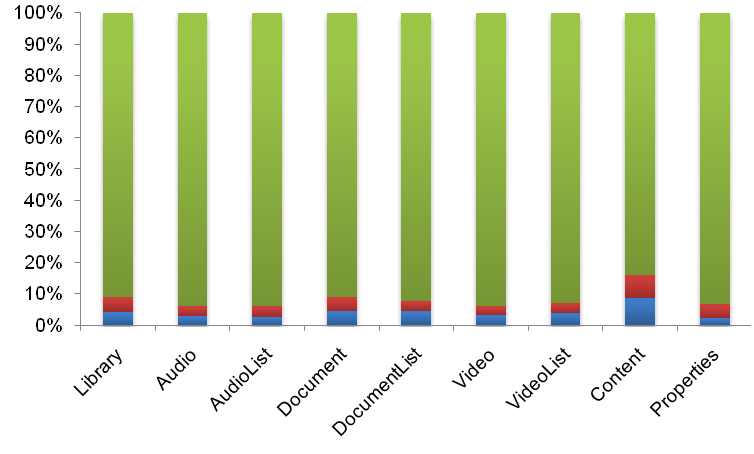 100%
90%
80%
70%
60%
50%
40%
30%
20%
10%
0%
Library
Audio
AudioList
Document
DocumentList
Video
VideoList
Content
Properties